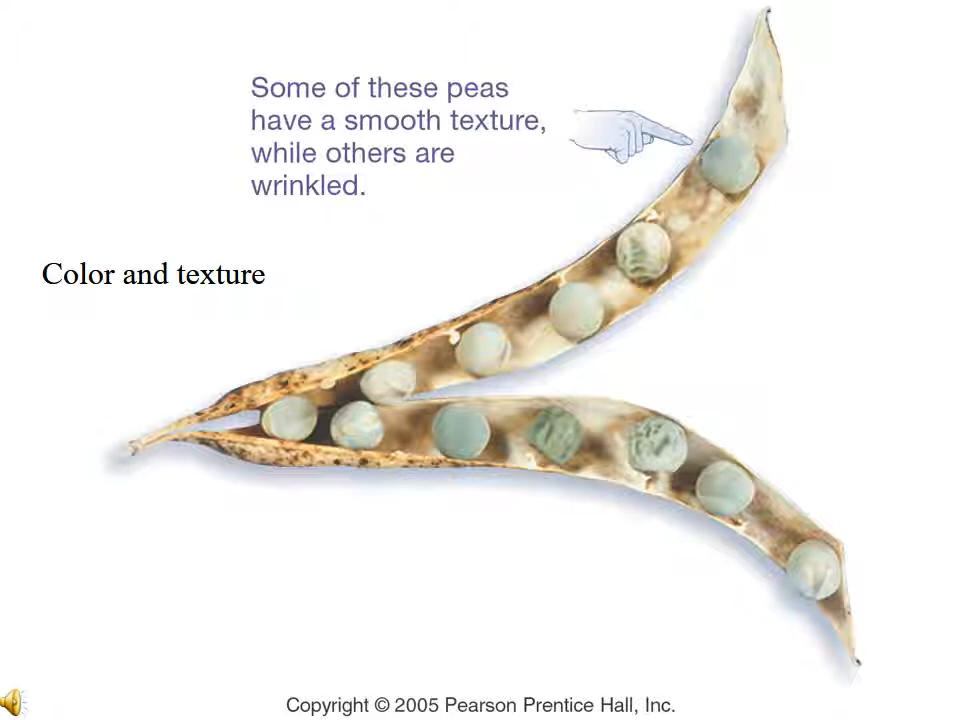 Some of these peas
have a smooth texture,
while others are
wrinkled.
Color and texture
Copyright © 2005 Pearson Prentice Hall, Inc.